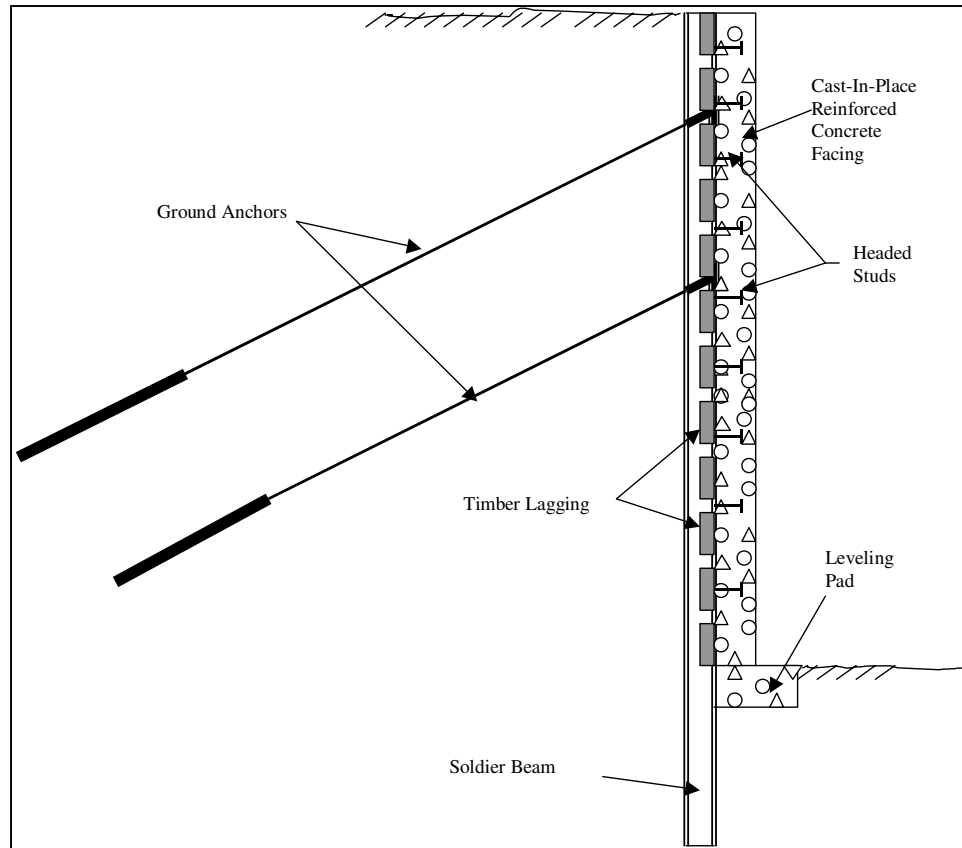 Cast-In-Place
Reinforced
Concrete
Facing
Ground Anchors
Headed
Studs
Timber Lagging
Leveling
Pad
Soldier Beam